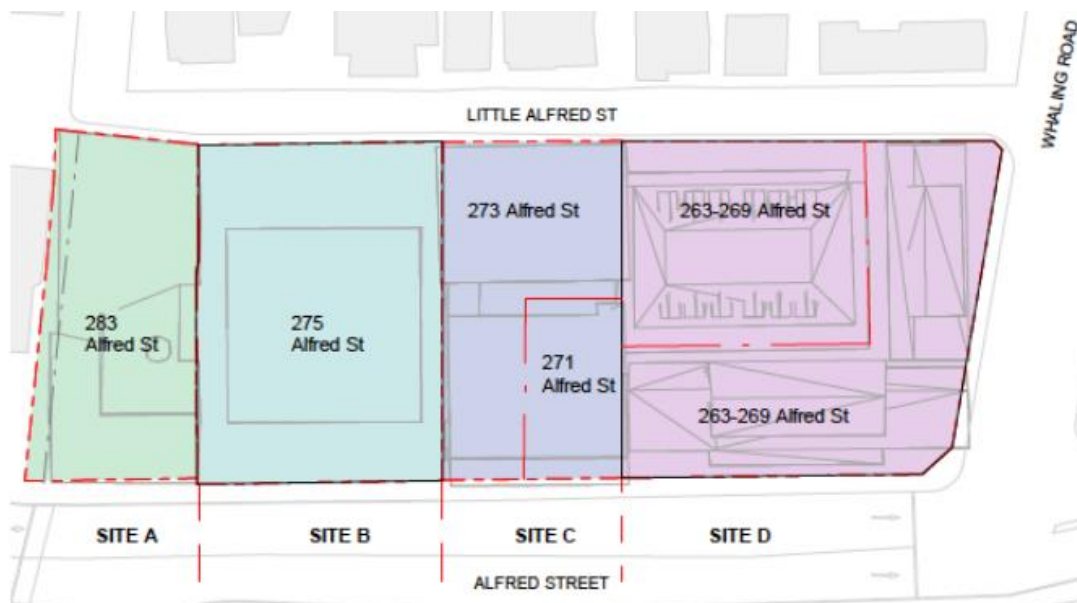 WHALING ROAD
LITTLE ALFRED ST
273 Alfred St
263-269 Alfred St
283
Alfred St
275
Alfred St
271
Alfred St
263-269 Alfred St
SITE A
SITE B
SITE C
SITE D
ALFRED STREET